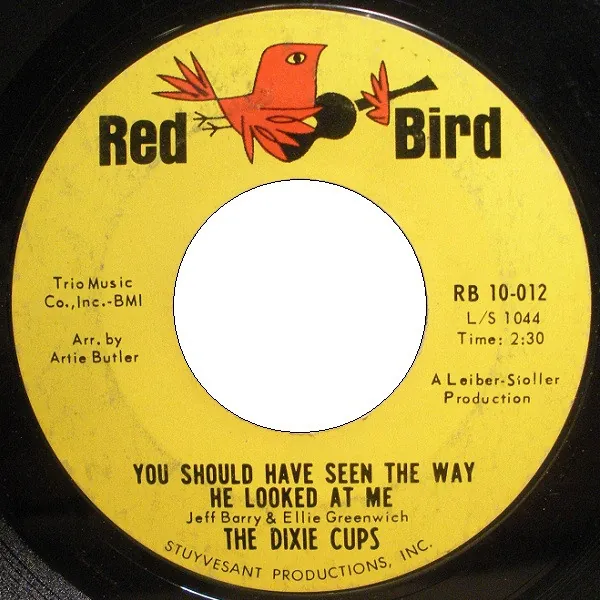 Red Bird
Trio Music
Co.,Inc.-BMI
Arr. by
Artie Butler
RB 10-012
L/S 1044
Time: 2:30
A Leiber-Stoller
Production
YOU SHOULD HAVE SEEN THE WAY
HE LOOKED AT ME
Jeff Barry & Ellie Greenwich
THE DIXIE CUPS
STUYVESANT PRODUCTIONS, INC.